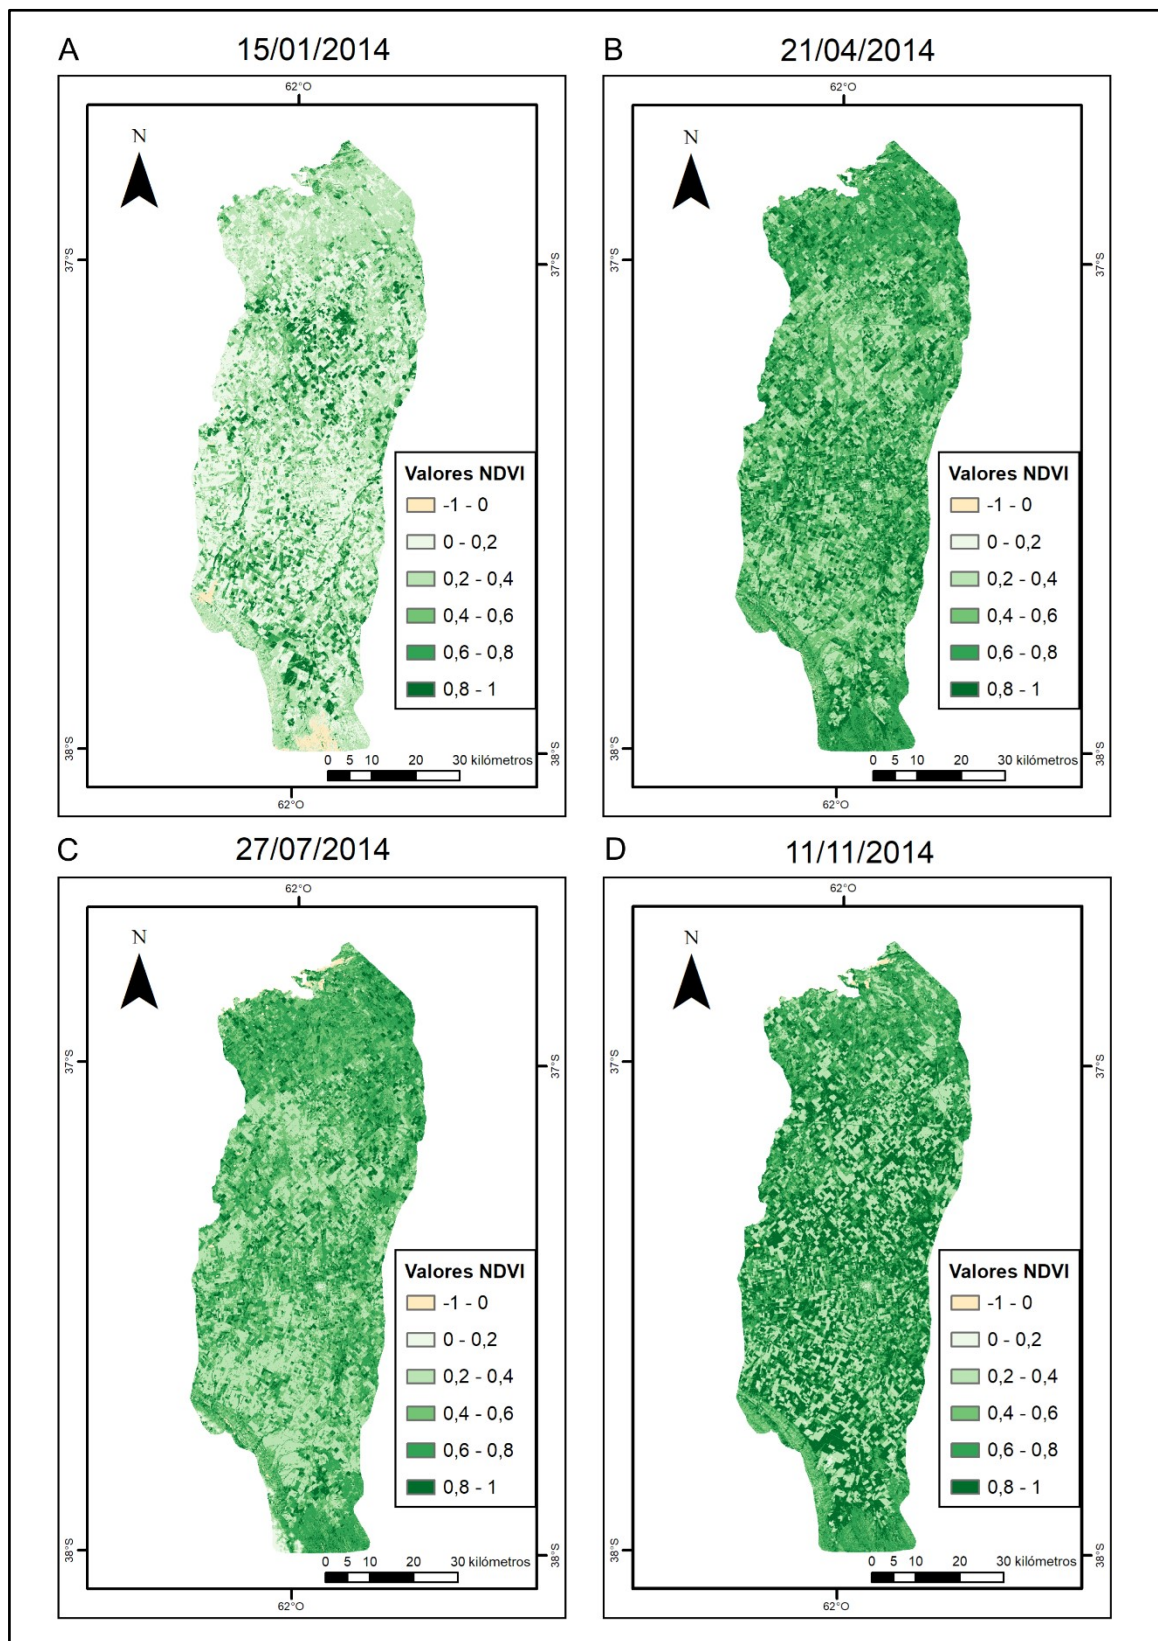 A
15/01/2014
62°O
N
37°S
37°S
Valores NDVI
-1 - 0
0 - 0,2
0,2 - 0,4
0,4 - 0,6
0,6 - 0,8
0,8 - 1
38°S
38°S
0 5 10 20 30 kilómetros
62°O
B
21/04/2014
62°O
N
37°S
37°S
Valores NDVI
-1 - 0
0 - 0,2
0,2 - 0,4
0,4 - 0,6
0,6 - 0,8
0,8 - 1
38°S
38°S
0 5 10 20 30 kilómetros
62°O
C
27/07/2014
62°O
N
37°S
37°S
Valores NDVI
-1 - 0
0 - 0,2
0,2 - 0,4
0,4 - 0,6
0,6 - 0,8
0,8 - 1
38°S
38°S
0 5 10 20 30 kilómetros
62°O
D
11/11/2014
62°O
N
37°S
37°S
Valores NDVI
-1 - 0
0 - 0,2
0,2 - 0,4
0,4 - 0,6
0,6 - 0,8
0,8 - 1
38°S
38°S
0 5 10 20 30 kilómetros
62°O